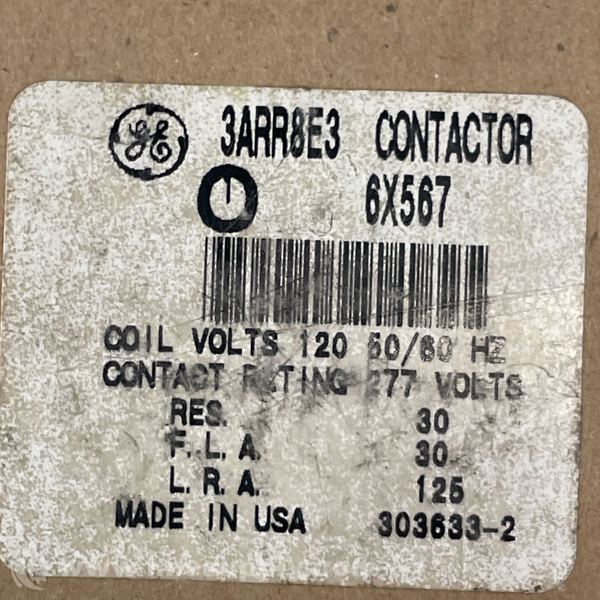 GE
3ARR8E3 CONTACTOR
6X567
COIL VOLTS 120 50/60 HZ
CONTACT RATING 277 VOLTS
RES. 30
F.L.A. 30
L.R.A. 125
MADE IN USA 303633-2